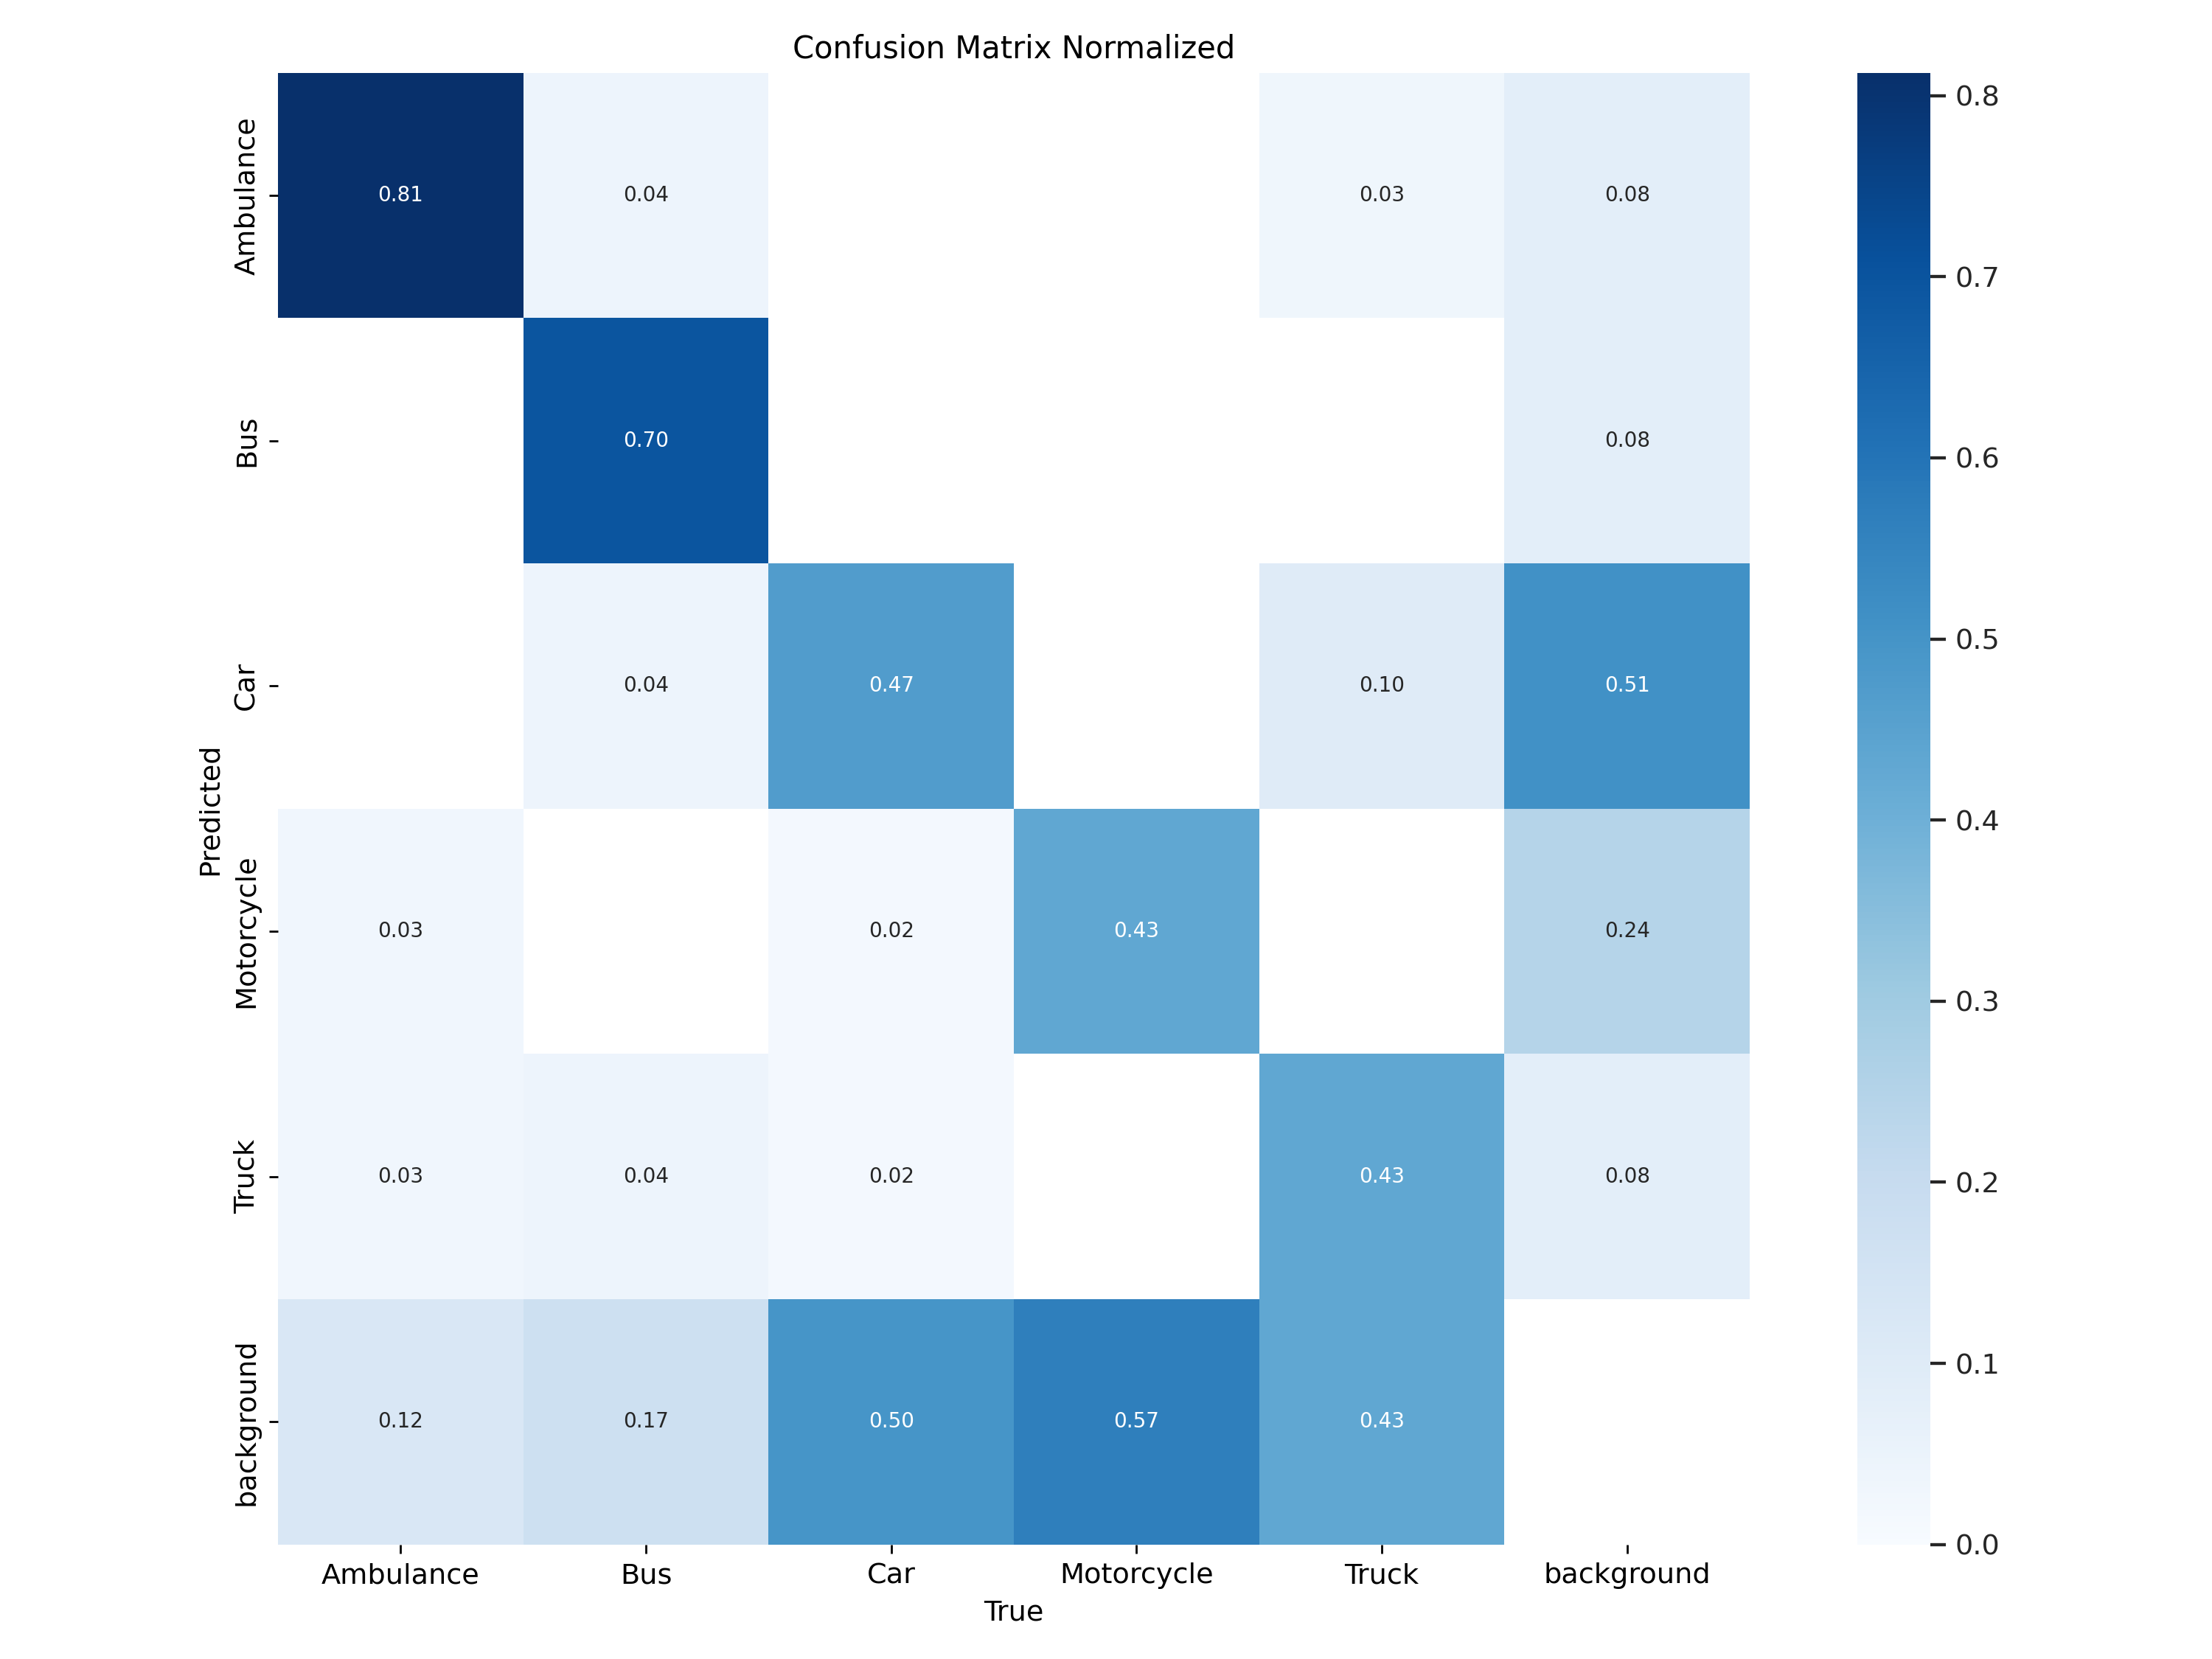 Confusion Matrix Normalized
Ambulance
0.81
0.04
0.03
0.08
Bus
0.70
0.08
Car
0.04
0.47
0.10
0.51
Motorcycle
0.03
0.02
0.43
0.24
Truck
0.03
0.04
0.02
0.43
0.08
background
0.12
0.17
0.50
0.57
0.43
Predicted
Ambulance
Bus
Car
Motorcycle
Truck
background
True
0.8
0.7
0.6
0.5
0.4
0.3
0.2
0.1
0.0